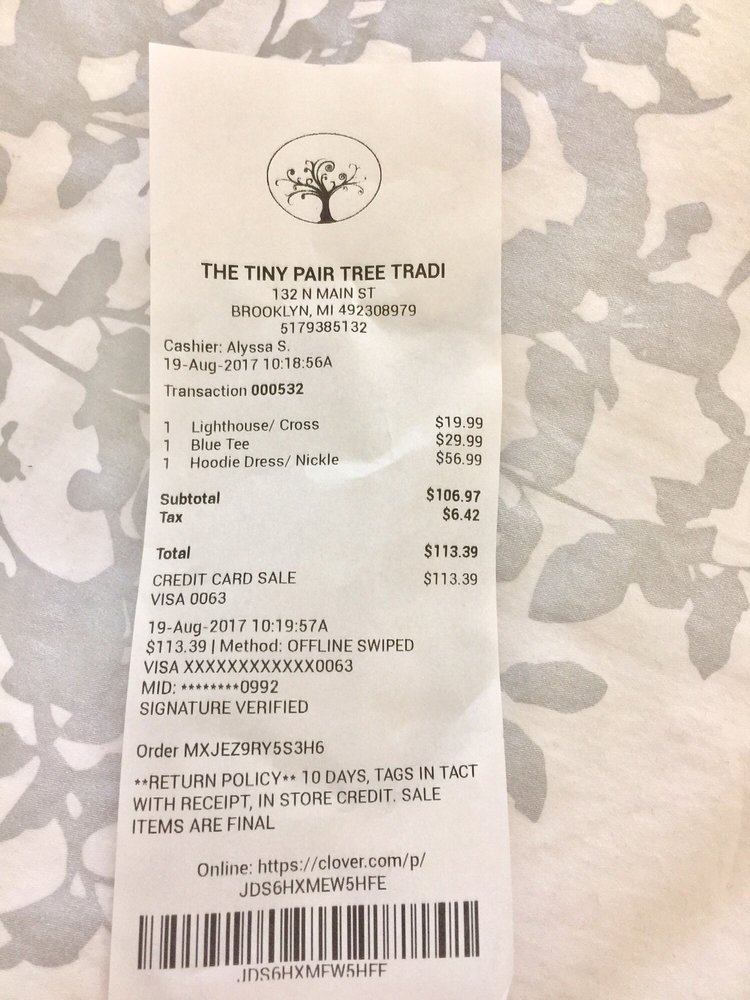 THE TINY PAIR TREE TRADI
132 N MAIN ST
BROOKLYN, MI 492308979
5179385132
Cashier: Alyssa S.
19-Aug-2017 10:18:56A
Transaction 000532
1 Lighthouse/ Cross $19.99
1 Blue Tee $29.99
1 Hoodie Dress/ Nickle $56.99
Subtotal $106.97
Tax $6.42
Total $113.39
CREDIT CARD SALE $113.39
VISA 0063
19-Aug-2017 10:19:57A
$113.39 | Method: OFFLINE SWIPED
VISA XXXXXXXXXXXX0063
MID: ********0992
SIGNATURE VERIFIED
Order MXJEZ9RY5S3H6
**RETURN POLICY** 10 DAYS, TAGS IN TACT
WITH RECEIPT, IN STORE CREDIT. SALE
ITEMS ARE FINAL
Online: https://clover.com/p/
JDS6HXMEW5HFE
JDS6HXMEW5HFE